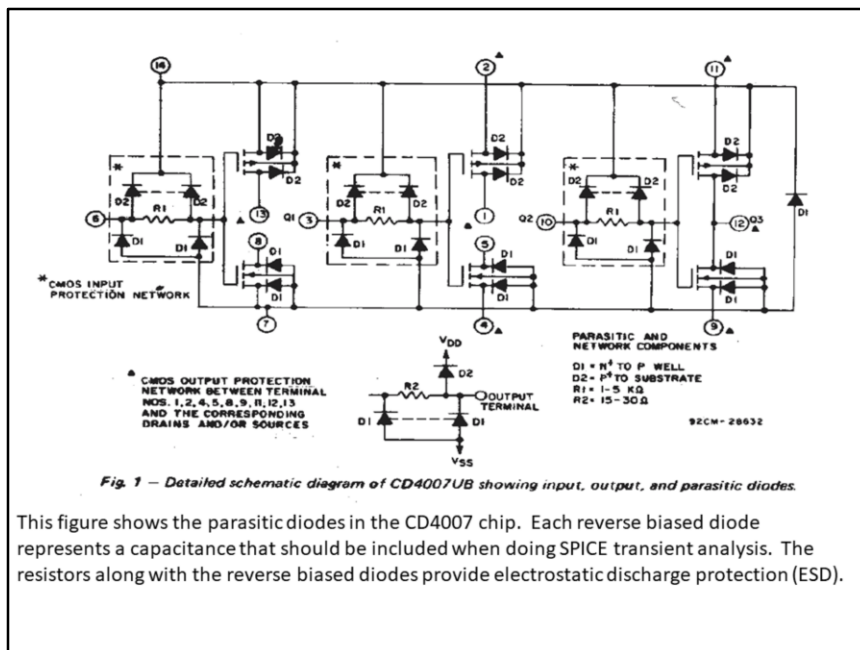 14
2▲
11▲
D2
D2
D2
D2
D2
D2
*
*
*
D2
D2
D2
D2
D2
D2
6
R1
13
▲
Q1
3
R1
1
▲
Q2
10
R1
12
Q3
▲
D1
D1
D1
8
D1
D1
D1
D1
5
D1
D1
D1
D1
D1
D1
*CMOS INPUT
PROTECTION NETWORK
7
4▲
9▲
▲
CMOS OUTPUT PROTECTION
NETWORK BETWEEN TERMINAL
NOS. 1,2,4,5,8,9,11,12,13
AND THE CORRESPONDING
DRAINS AND/OR SOURCES
VDD
D2
R2
OUTPUT
TERMINAL
D1
D1
VSS
PARASITIC AND
NETWORK COMPONENTS
D1 = N+ TO P WELL
D2 = P+ TO SUBSTRATE
R1 = 1-5 KΩ
R2 = 15-30Ω
92CM-28632
Fig. 1 — Detailed schematic diagram of CD4007UB showing input, output, and parasitic diodes.
This figure shows the parasitic diodes in the CD4007 chip. Each reverse biased diode
represents a capacitance that should be included when doing SPICE transient analysis. The
resistors along with the reverse biased diodes provide electrostatic discharge protection (ESD).